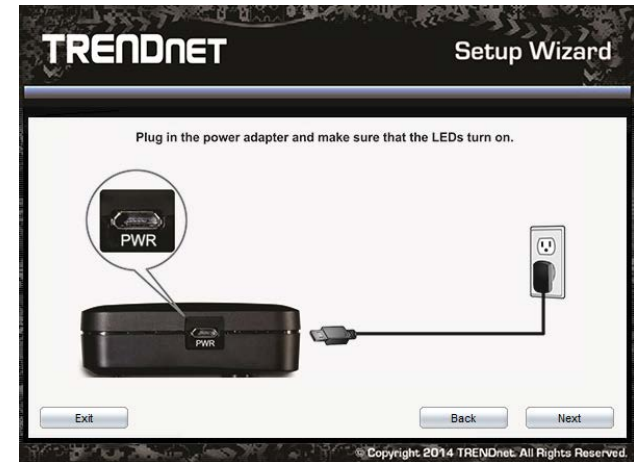 TRENDNET
Setup Wizard
Plug in the power adapter and make sure that the LEDs turn on.
PWR
PWR
Exit
Back
Next
© Copyright 2014 TRENDnet. All Rights Reserved.